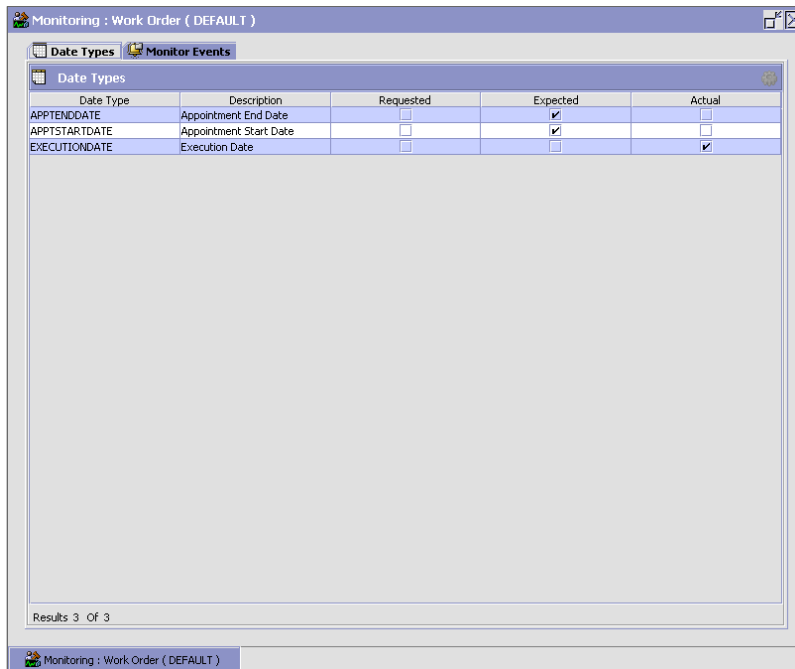 Monitoring : Work Order ( DEFAULT )
Date Types Monitor Events
Date Types
Date Type Description Requested Expected Actual
APPTENDDATE Appointment End Date
APPTSTARTDATE Appointment Start Date
EXECUTIONDATE Execution Date
Results 3 Of 3
Monitoring : Work Order ( DEFAULT )